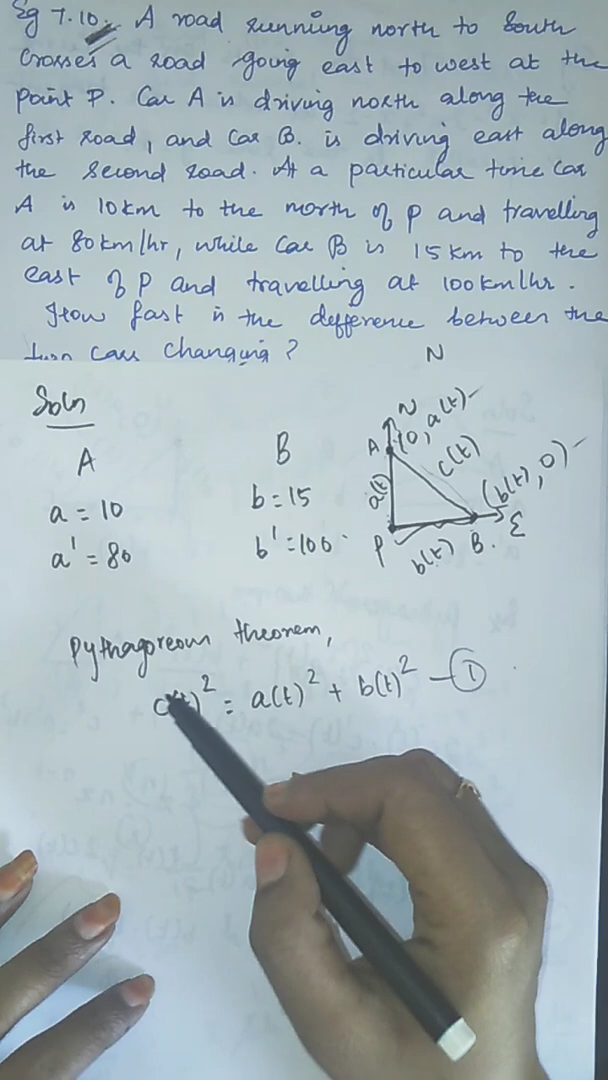 Eg 7.10. A road running north to South
Crosses a road going east to west at the
point P. Car A is driving north along the
first road, and Car B. is driving east along
the second road. At a particular time car
A is 10km to the north of P and travelling
at 80km/hr, while Car B is 15km to the
east of P and travelling at 100km/hr.
How fast is the difference between the
two cars changing?
N
Soln
A
a = 10
a' = 80
B
b = 15
b' = 100
N
A (0, a(t))
a(t)
c(t)
(b(t), 0)
P
b(t)
B.
E
Pythagorean theorem,
c(t)² = a(t)² + b(t)² — ①